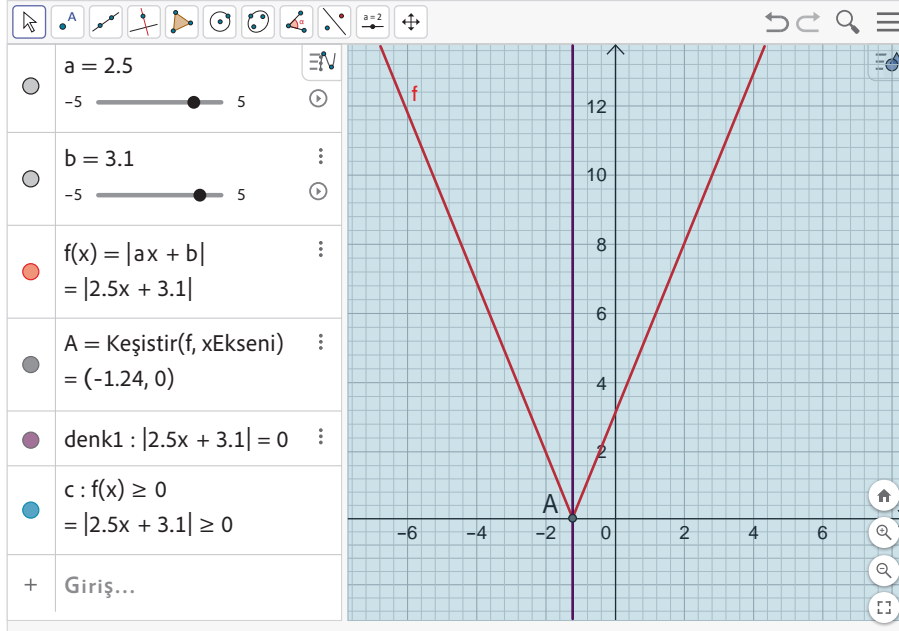 A
α
a = 2
a = 2.5
−5
5
b = 3.1
−5
5
f(x) = |ax + b|
= |2.5x + 3.1|
A = Keşistir(f, xEkseni)
= (-1.24, 0)
denk1 : |2.5x + 3.1| = 0
c : f(x) ≥ 0
= |2.5x + 3.1| ≥ 0
+ Giriş…
f
12
10
8
6
4
2
A
−6 −4 −2 0 2 4 6